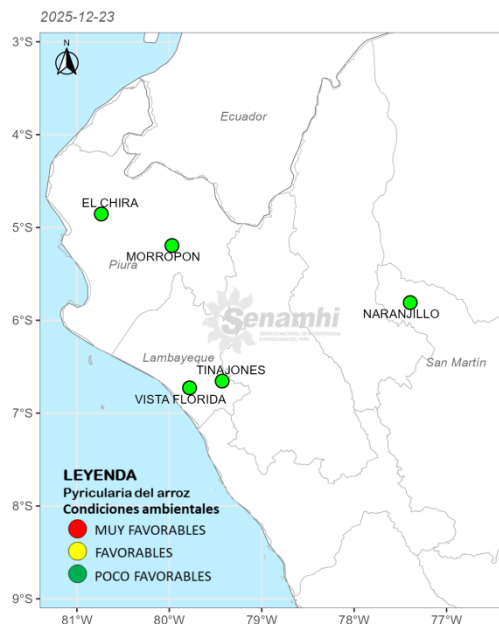 2025-12-23
3°S
N
Ecuador
4°S
EL CHIRA
5°S
MORROPON
Piura
NARANJILLO
6°S
Senamhi
Lambayeque
TINAJONES
San Martín
VISTA FLORIDA
7°S
LEYENDA
Pyricularia del arroz
Condiciones ambientales
8°S
MUY FAVORABLES
FAVORABLES
POCO FAVORABLES
9°S
81°W 80°W 79°W 78°W 77°W